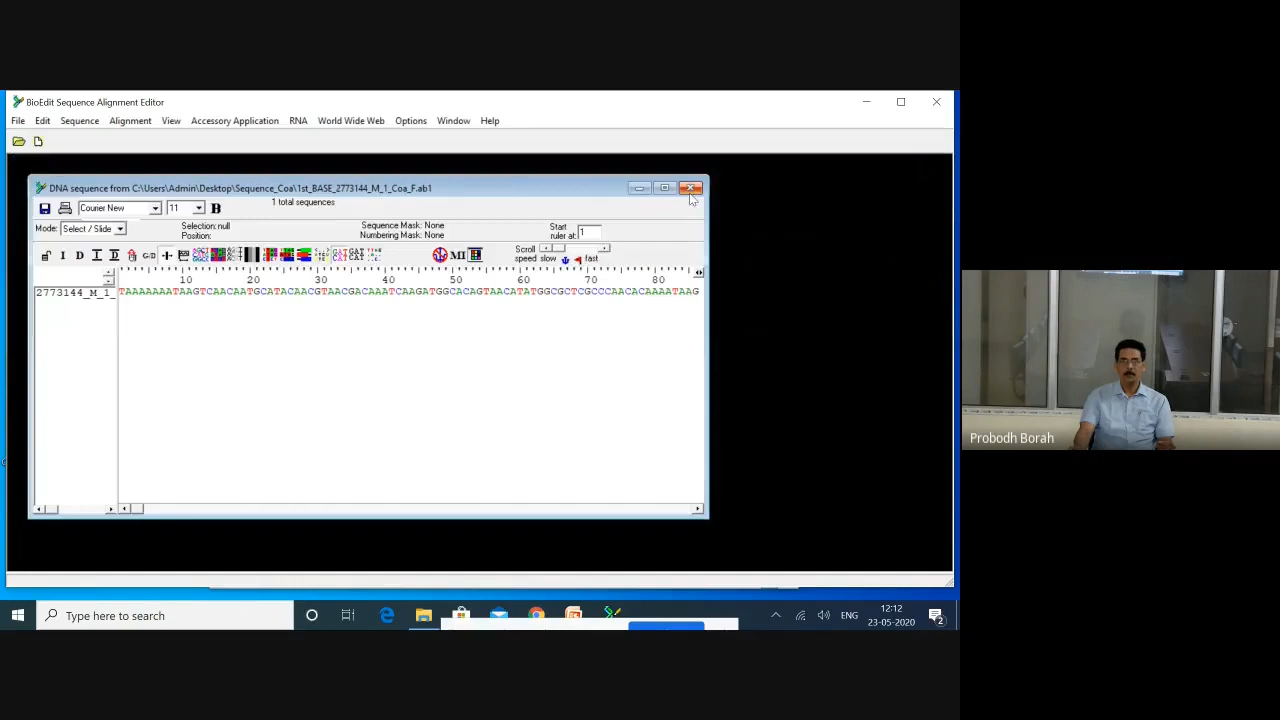 BioEdit Sequence Alignment Editor
File Edit Sequence Alignment View Accessory Application RNA World Wide Web Options Window Help
DNA sequence from C:\Users\Admin\Desktop\Sequence_Coa\1st_BASE_2773144_M_1_Coa_F.ab1
Courier New 11 B 1 total sequences
Mode: Select / Slide Selection: null Position: Sequence Mask: None Numbering Mask: None Start ruler at: 1
I D I D G/D MI Scroll speed slow fast
10 20 30 40 50 60 70 80
2773144_M_1_ TAAAAAAATAAGTCAACAATGCATACAACGTAACGACAAATCAAGATGGCACAGTAACATATGGCGCTCGCCCAACACAAAATAAG
Probodh Borah
Type here to search
ENG
12:12
23-05-2020
2